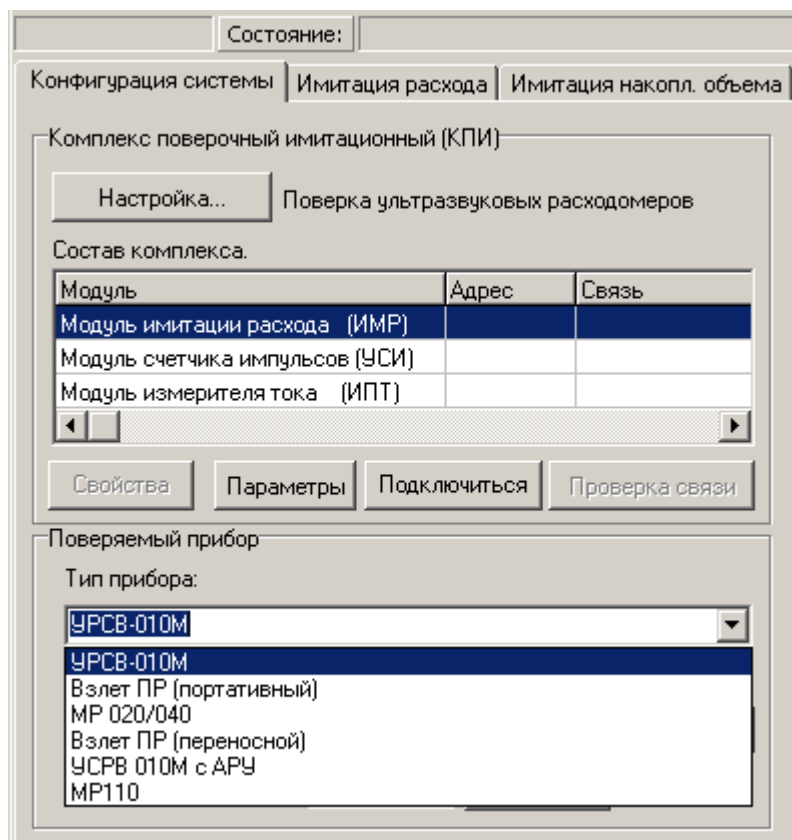 Состояние:
Конфигурация системы Имитация расхода Имитация накопл. объема
Комплекс поверочный имитационный (КПИ)
Настройка... Поверка ультразвуковых расходомеров
Состав комплекса.
Модуль Адрес Связь
Модуль имитации расхода (ИМР)
Модуль счетчика импульсов (УСИ)
Модуль измерителя тока (ИПТ)
Свойства Параметры Подключиться Проверка связи
Поверяемый прибор
Тип прибора:
УРСВ-010М
УРСВ-010М
Взлет ПР (портативный)
МР 020/040
Взлет ПР (переносной)
УСРВ 010М с АРУ
МР110